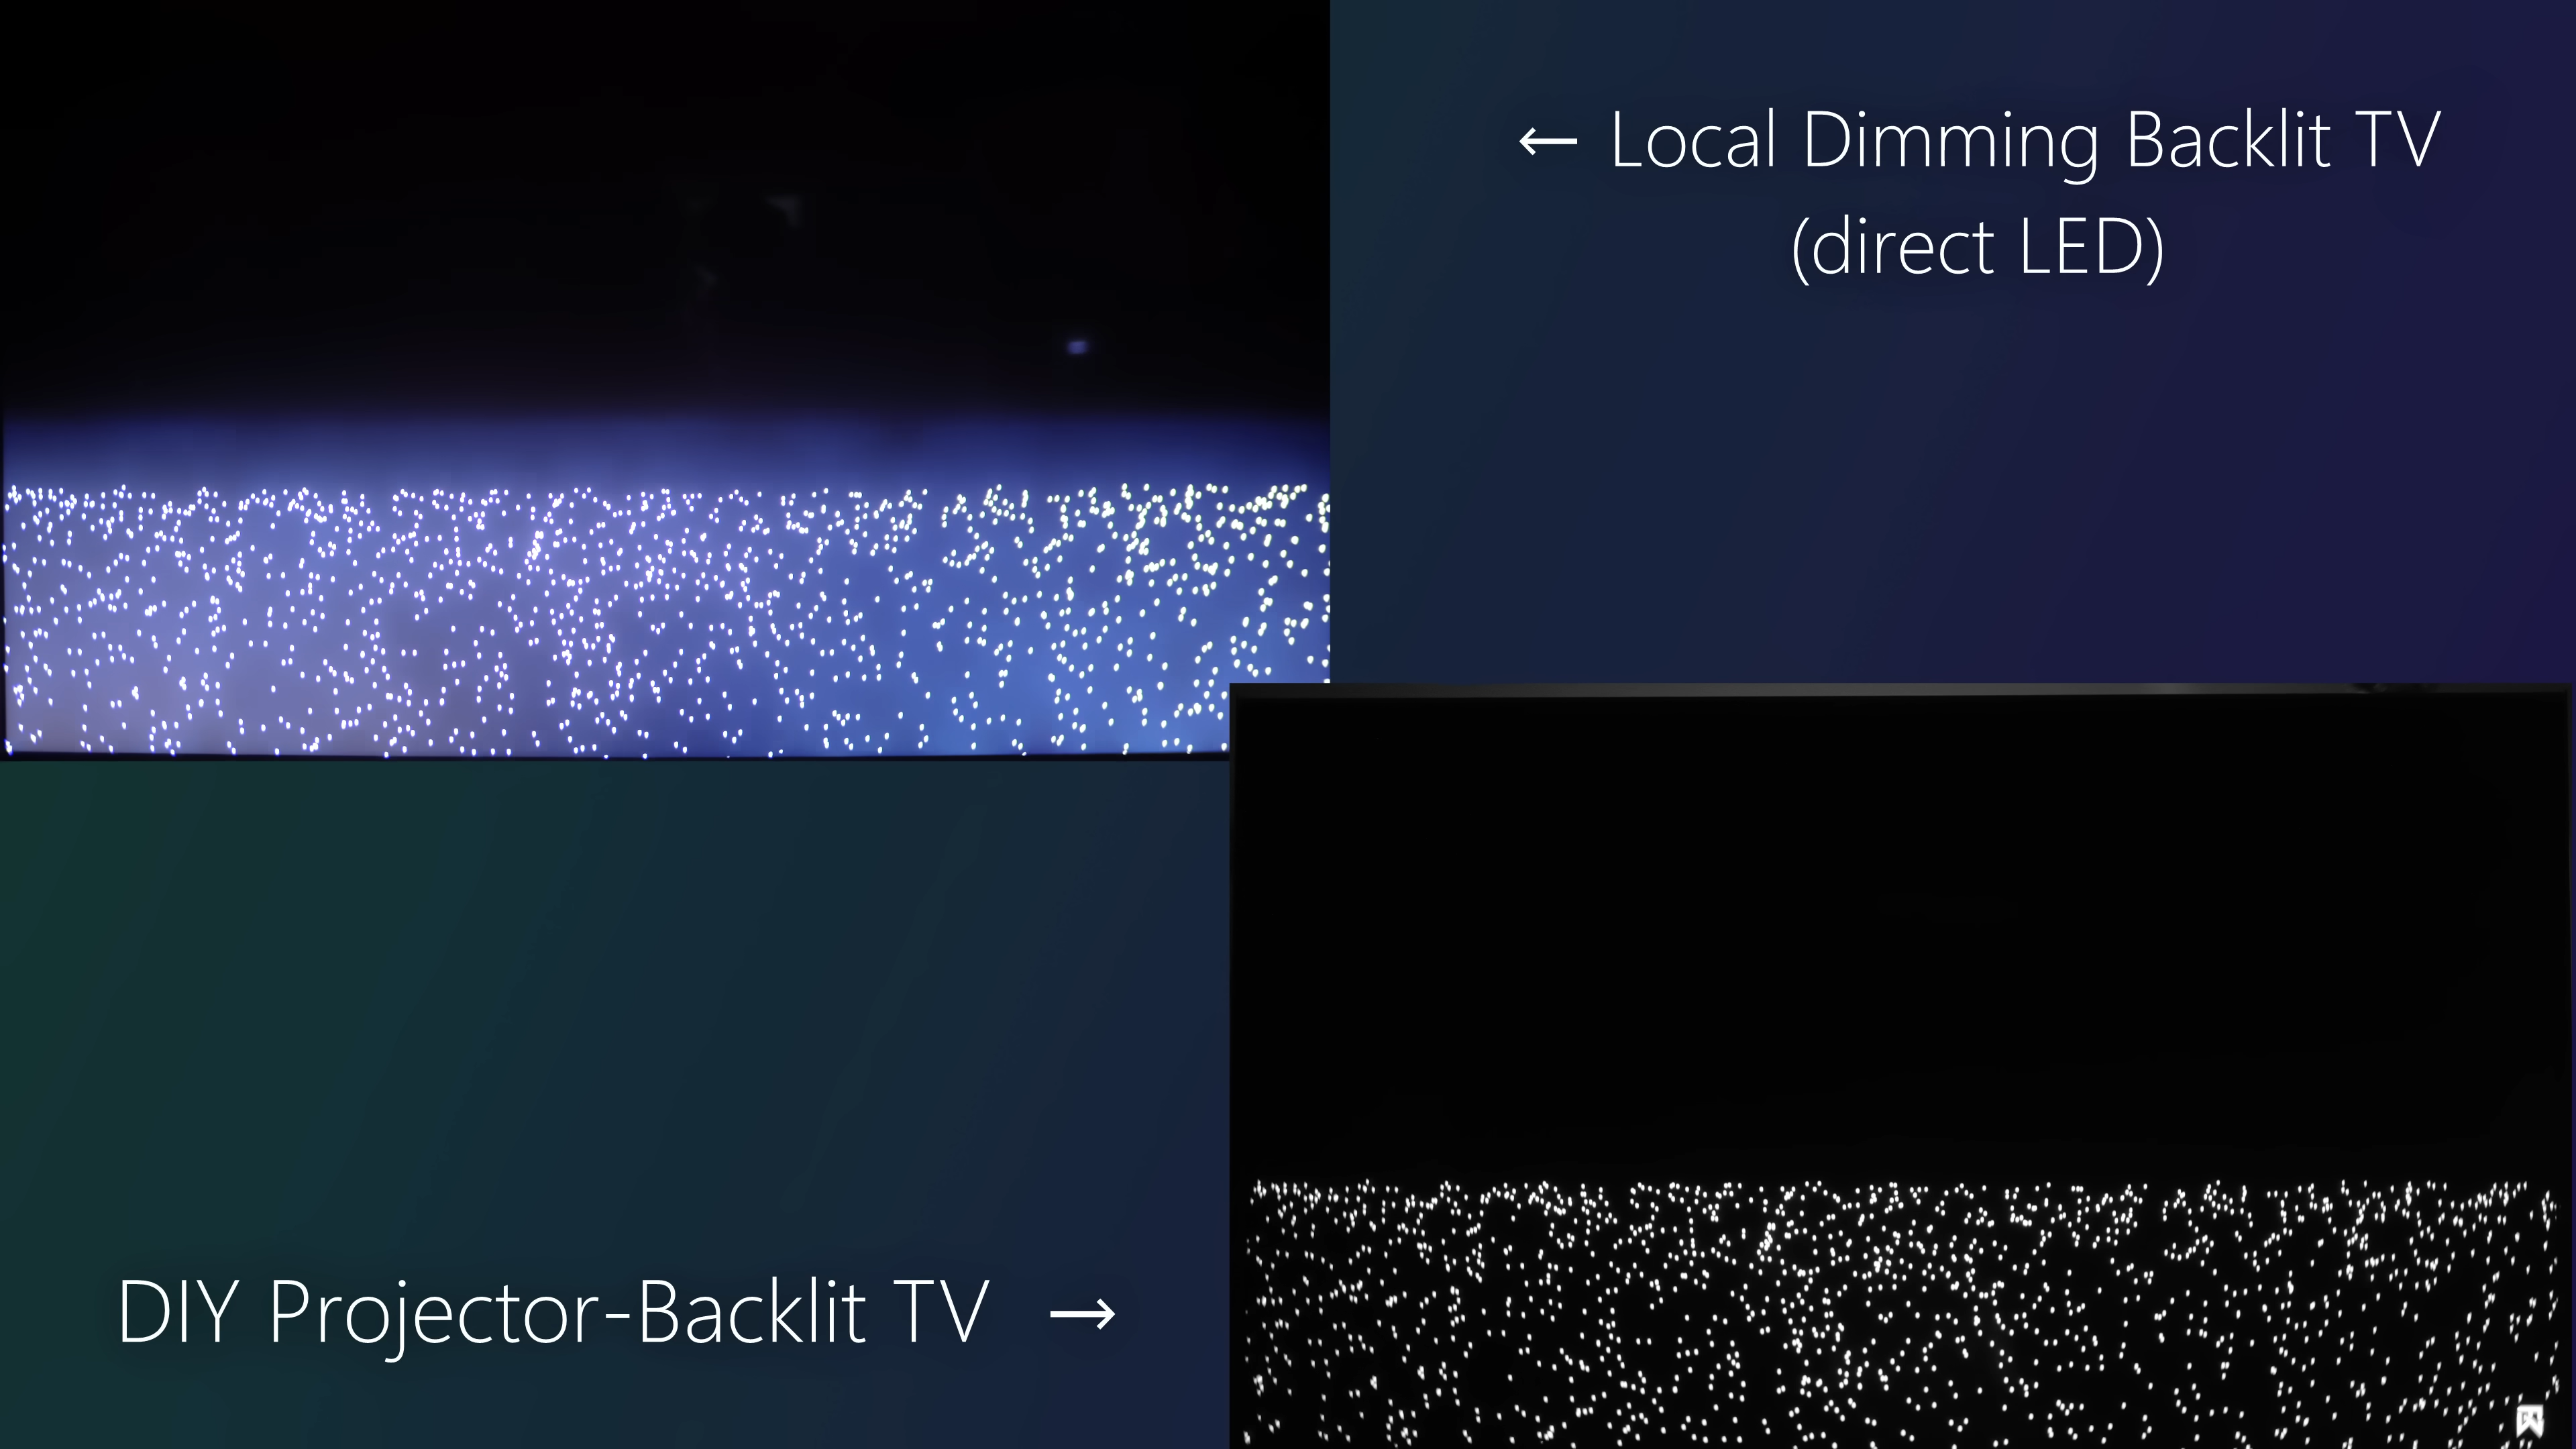 ← Local Dimming Backlit TV
(direct LED)
DIY Projector-Backlit TV →